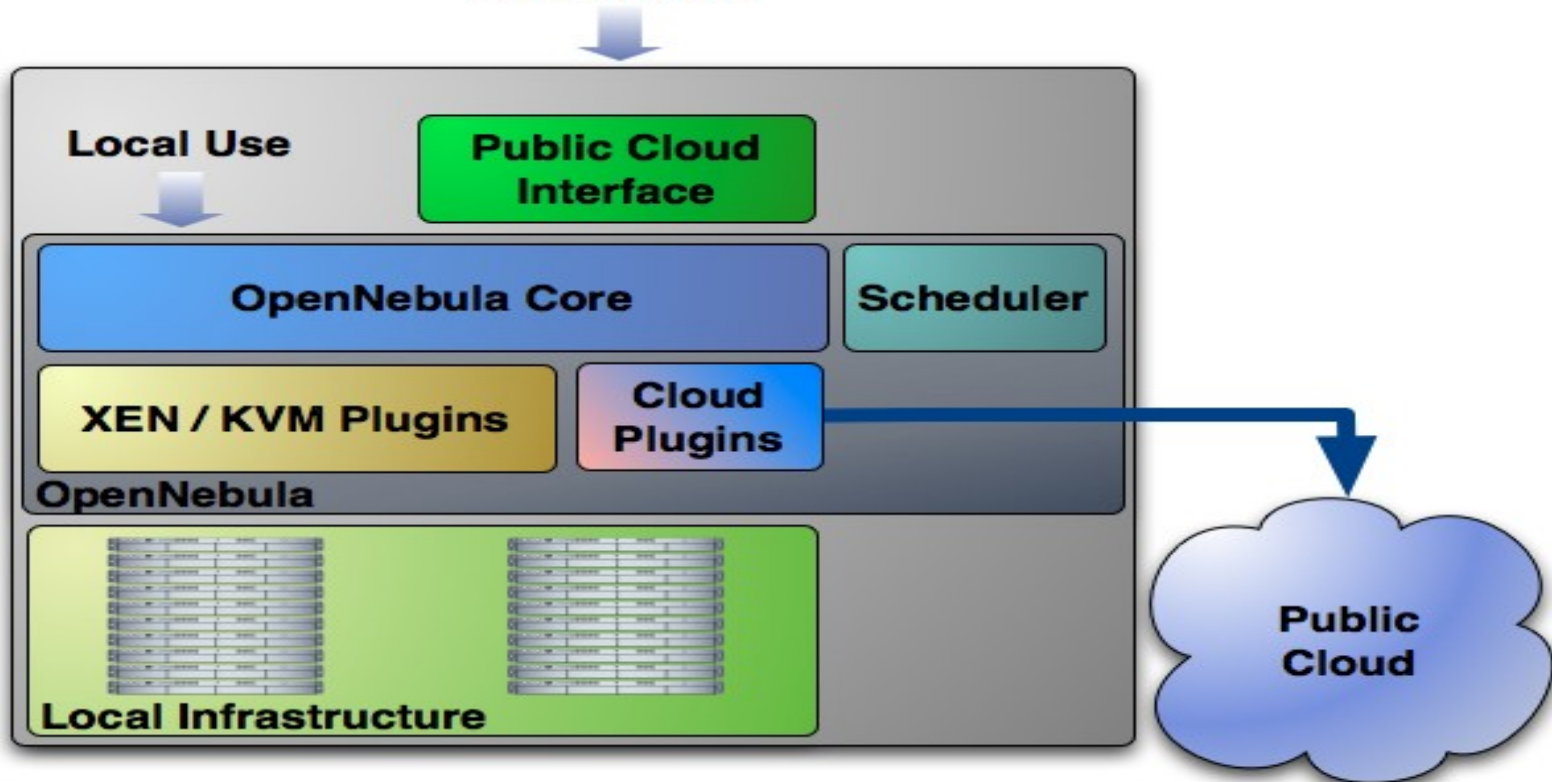 Local Use
Public Cloud
Interface
OpenNebula Core
Scheduler
XEN / KVM Plugins
Cloud
Plugins
OpenNebula
Public
Cloud
Local Infrastructure